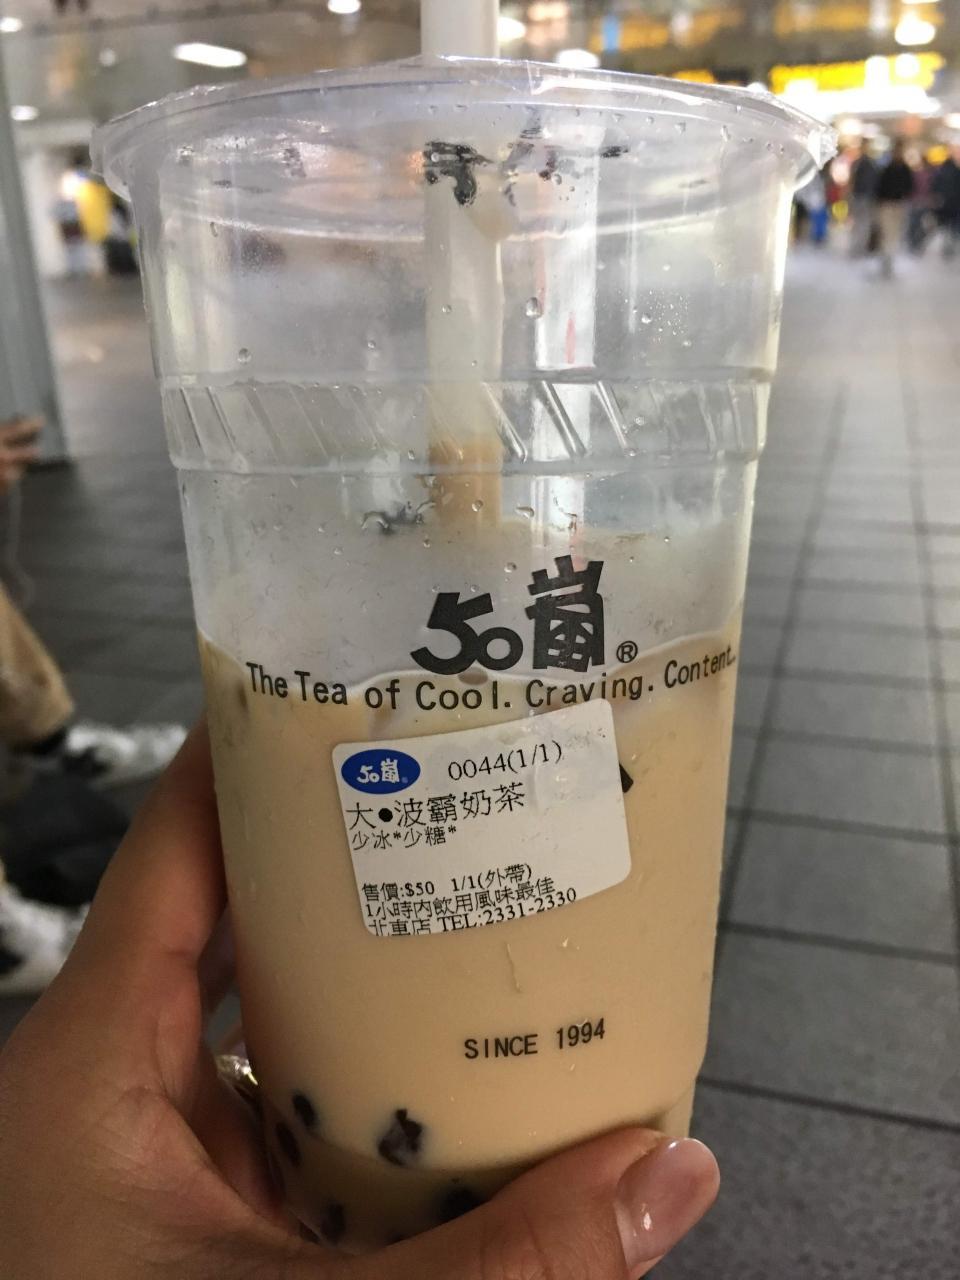 50嵐®
The Tea of Cool. Craving. Content.
50嵐® 0044(1/1)
大●波霸奶茶
少冰*少糖*
售價:$50 1/1(外帶)
1小時內飲用風味最佳
北車店 TEL:2331-2330
SINCE 1994